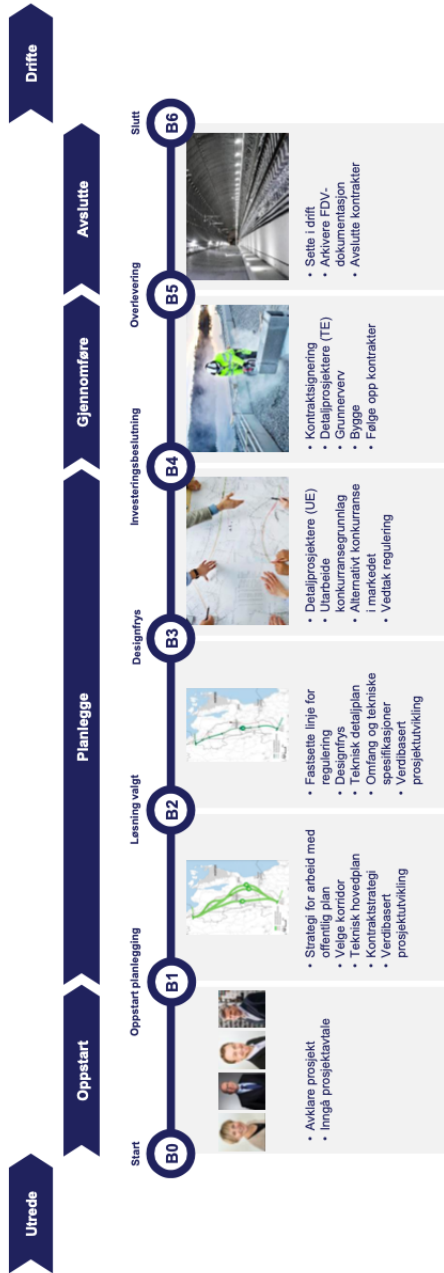 Utrede
Drifte
Oppstart
Planlegge
Gjennomføre
Avslutte
Start
Oppstart planlegging
Løsning valgt
Designfrys
Investeringsbeslutning
Overlevering
Slutt
B0
B1
B2
B3
B4
B5
B6
• Avklare prosjekt
• Inngå prosjektavtale
• Strategi for arbeid med
offentlig plan
• Velge korridor
• Teknisk hovedplan
• Kontraktstrategi
• Verdibasert
prosjektutvikling
• Fastsette linje for
regulering
• Designfrys
• Teknisk detaljplan
• Omfang og tekniske
spesifikasjoner
• Verdibasert
prosjektutvikling
• Detaljprosjektere (UE)
• Utarbeide
konkurransegrunnlag
• Alternativt konkurranse
i markedet
• Vedtak regulering
• Kontraktsignering
• Detaljprosjektere (TE)
• Grunnerverv
• Bygge
• Følge opp kontrakter
• Sette i drift
• Arkivere FDV-
dokumentasjon
• Avslutte kontrakter